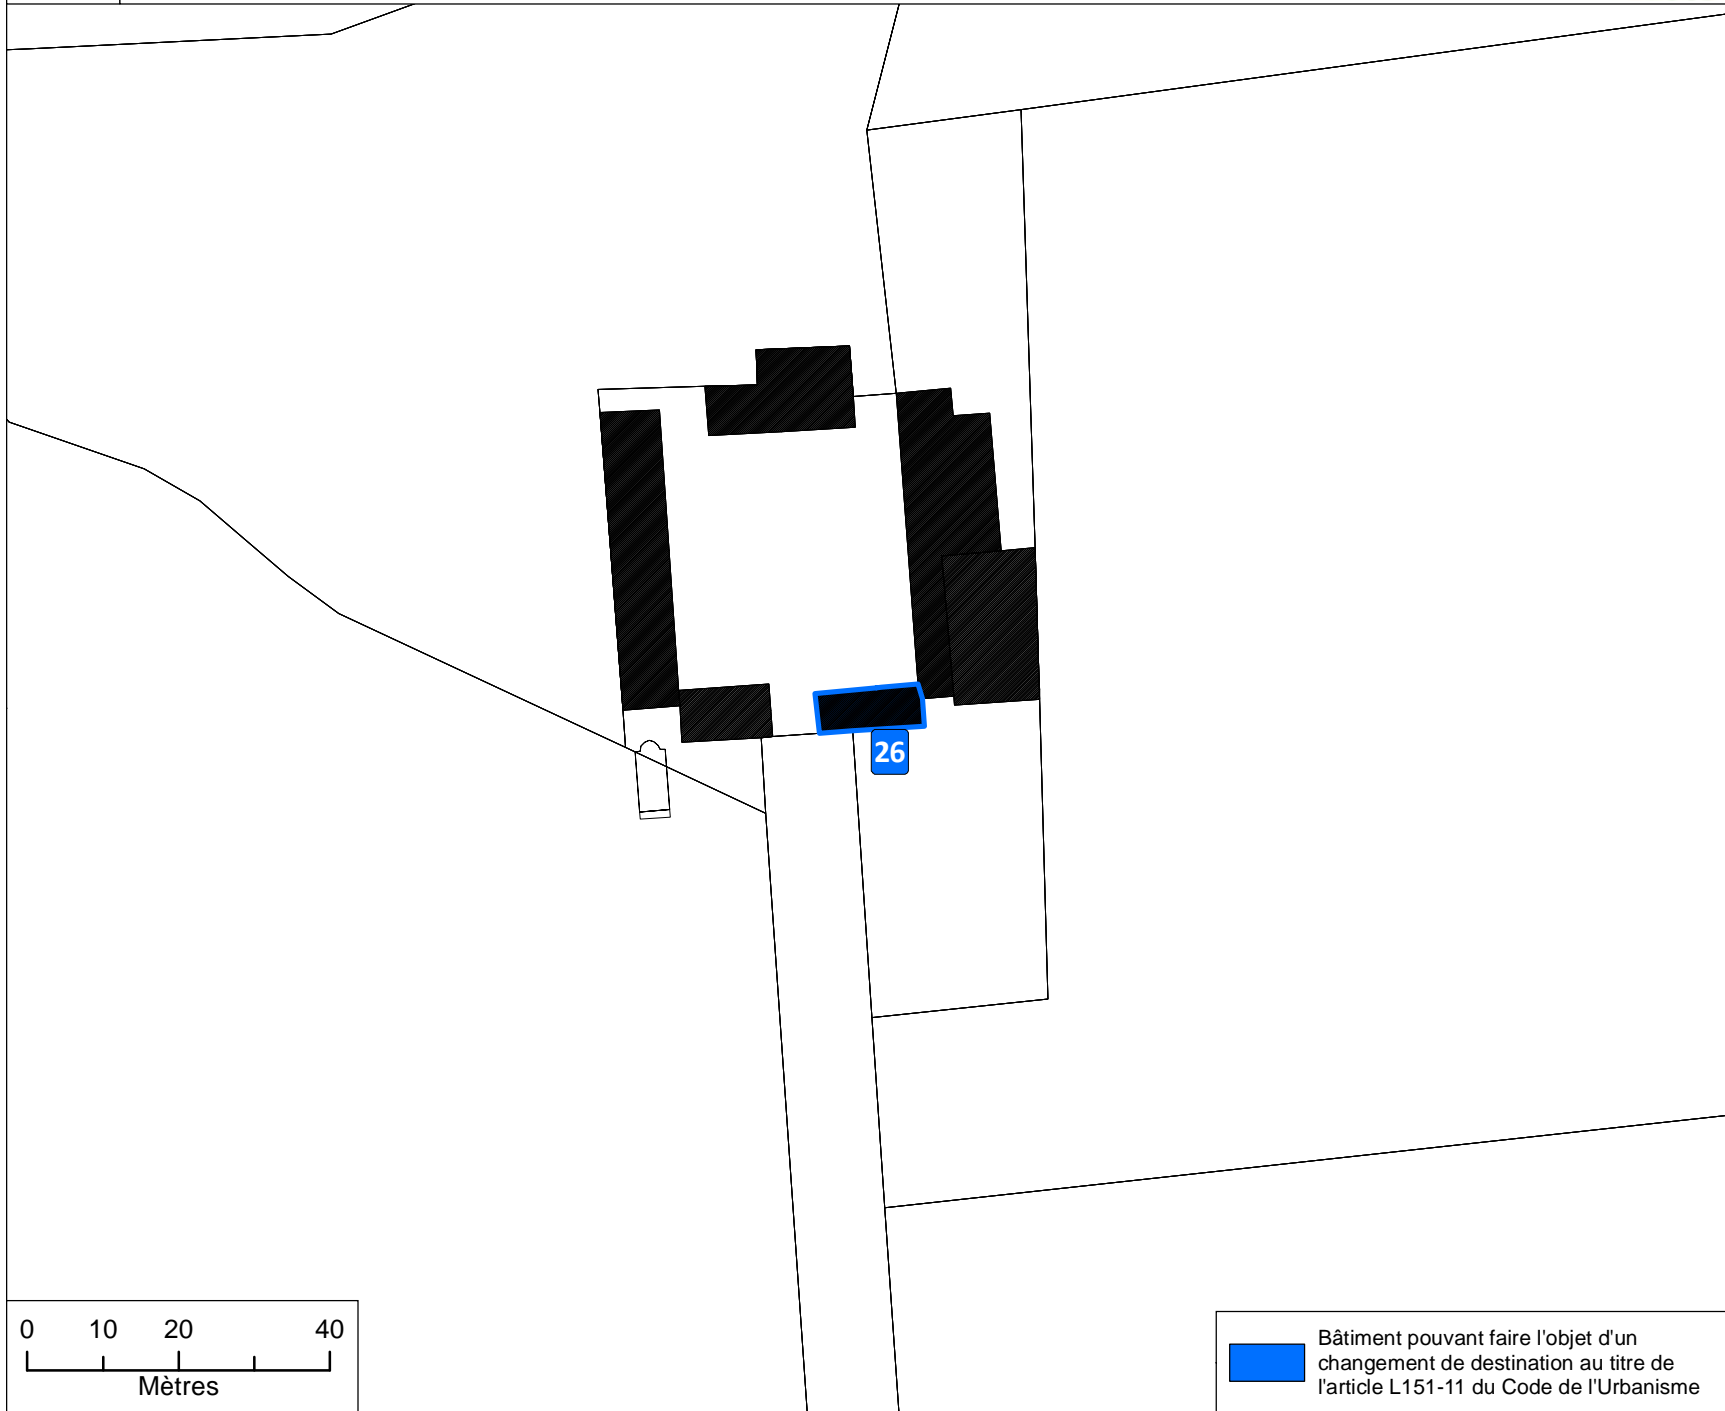 26
0 10 20 40
Mètres
Bâtiment pouvant faire l'objet d'un
changement de destination au titre de
l'article L151-11 du Code de l'Urbanisme